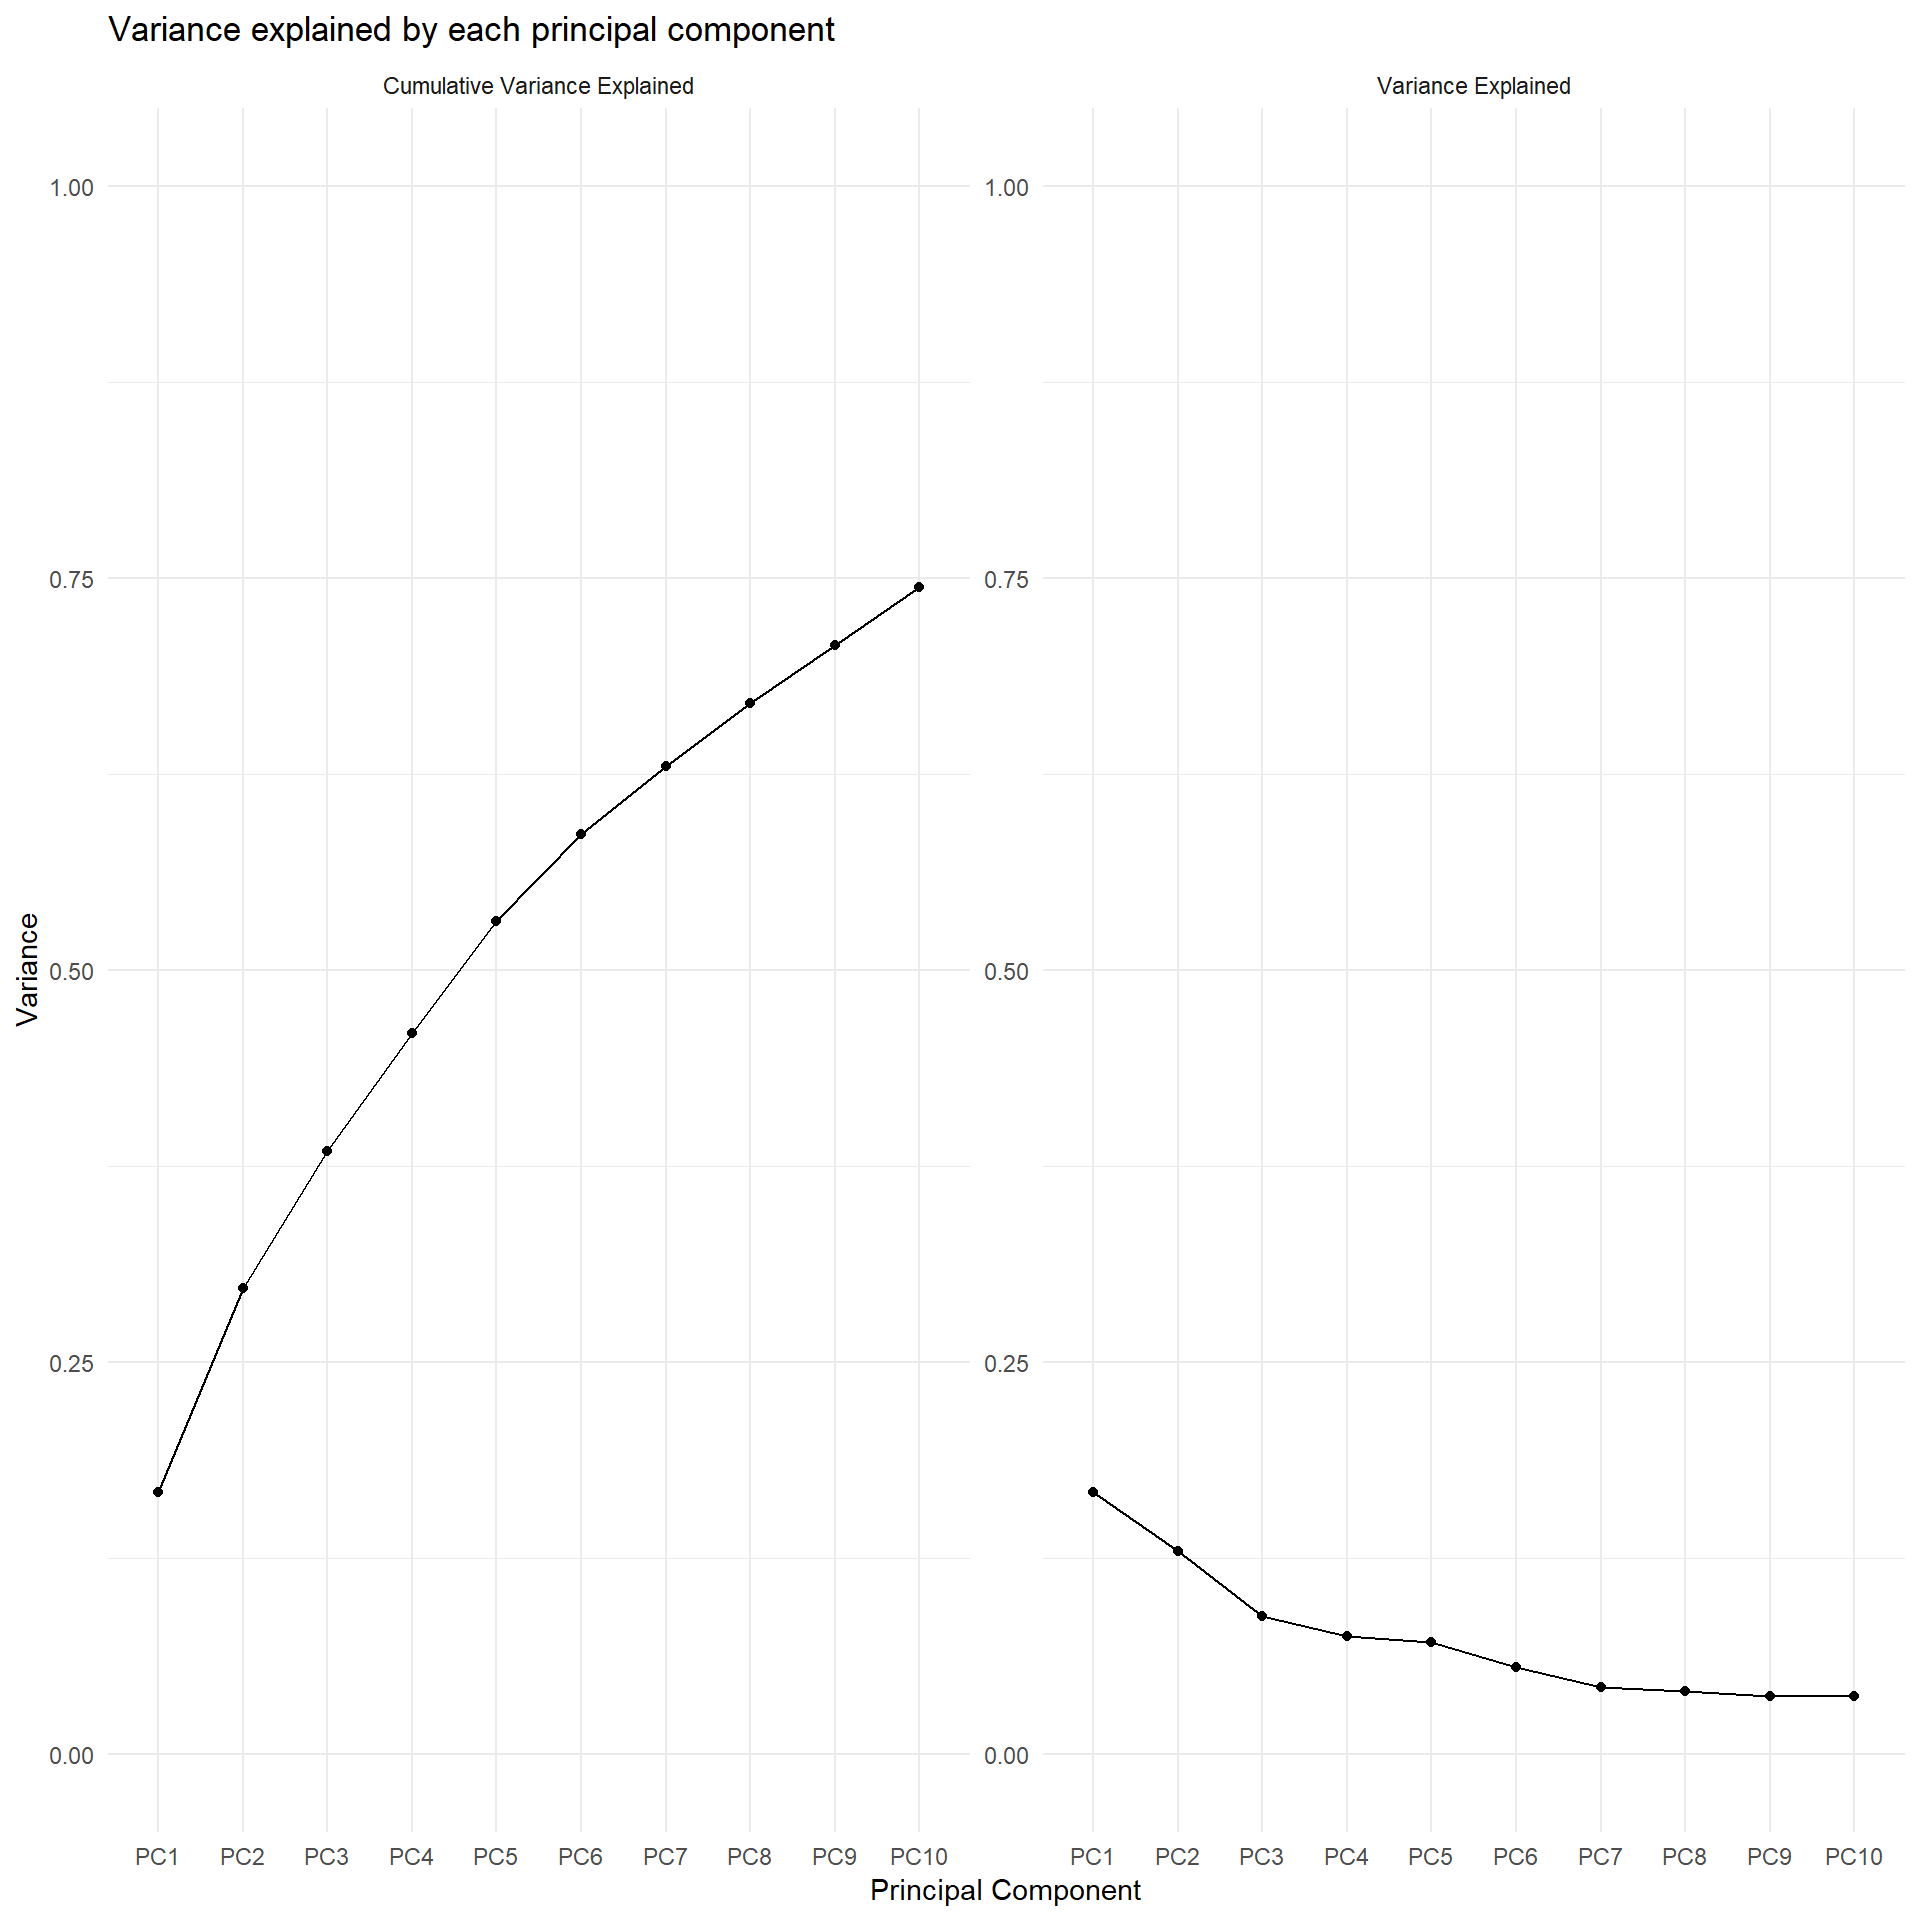 Variance explained by each principal component
Cumulative Variance Explained
Variance Explained
1.00
0.75
0.50
0.25
0.00
1.00
0.75
0.50
0.25
0.00
Variance
PC1 PC2 PC3 PC4 PC5 PC6 PC7 PC8 PC9 PC10
PC1 PC2 PC3 PC4 PC5 PC6 PC7 PC8 PC9 PC10
Principal Component